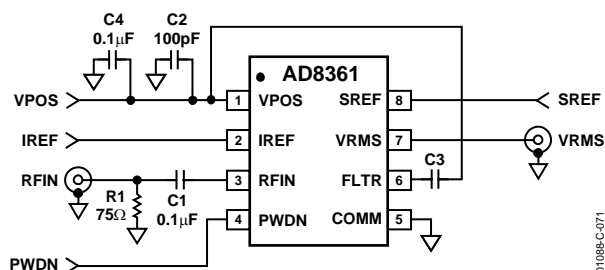 C4
0.1µF
C2
100pF
AD8361
VPOS
1
VPOS
SREF
8
SREF
IREF
2
IREF
VRMS
7
VRMS
RFIN
R1
75Ω
C1
0.1µF
3
RFIN
FLTR
6
C3
4
PWDN
COMM
5
PWDN
01088-C-071